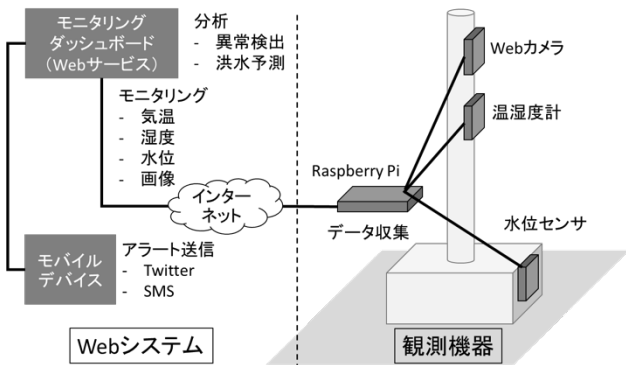 モニタリング
ダッシュボード
（Webサービス）
分析
- 異常検出
- 洪水予測
モニタリング
- 気温
- 湿度
- 水位
- 画像
インター
ネット
モバイル
デバイス
アラート送信
- Twitter
- SMS
Webシステム
Webカメラ
温湿度計
Raspberry Pi
データ収集
水位センサ
観測機器